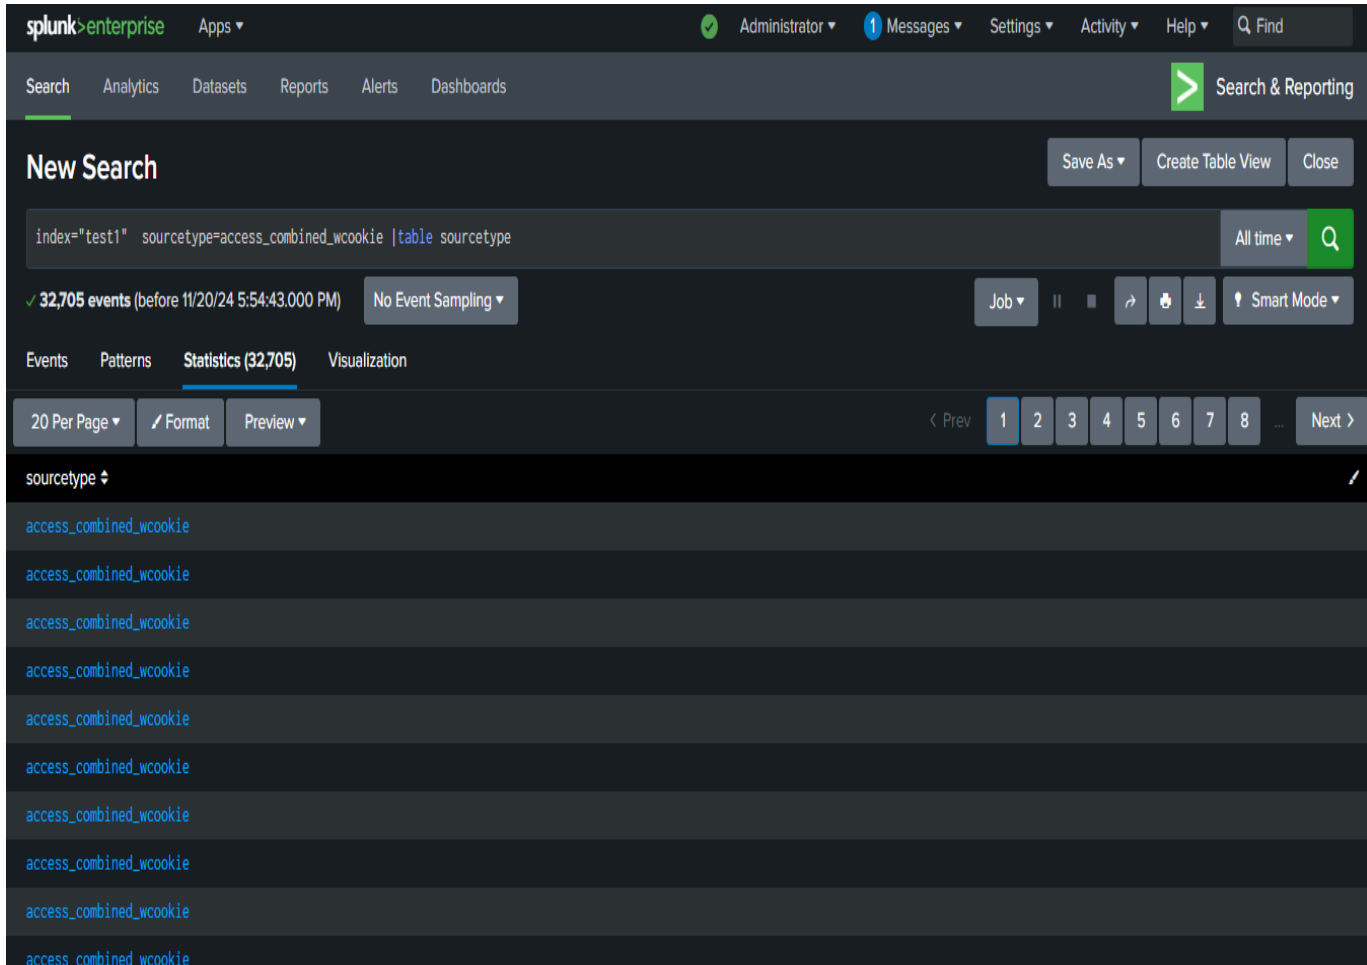 splunk>enterprise Apps ▾ Administrator ▾ 1 Messages ▾ Settings ▾ Activity ▾ Help ▾ Find
Search Analytics Datasets Reports Alerts Dashboards Search & Reporting
New Search Save As ▾ Create Table View Close
index="test1"  sourcetype=access_combined_wcookie |table sourcetype All time ▾
✓ 32,705 events (before 11/20/24 5:54:43.000 PM) No Event Sampling ▾ Job ▾ Smart Mode ▾
Events Patterns Statistics (32,705) Visualization
20 Per Page ▾ Format Preview ▾ < Prev 1 2 3 4 5 6 7 8 ... Next >
sourcetype
access_combined_wcookie
access_combined_wcookie
access_combined_wcookie
access_combined_wcookie
access_combined_wcookie
access_combined_wcookie
access_combined_wcookie
access_combined_wcookie
access_combined_wcookie
access_combined_wcookie